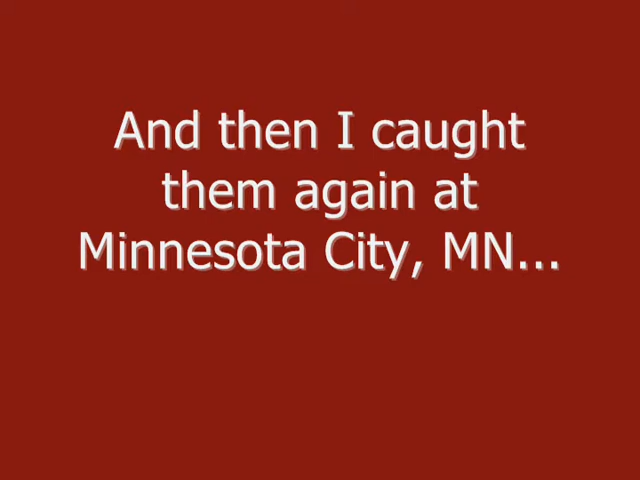 And then I caught
them again at
Minnesota City, MN...